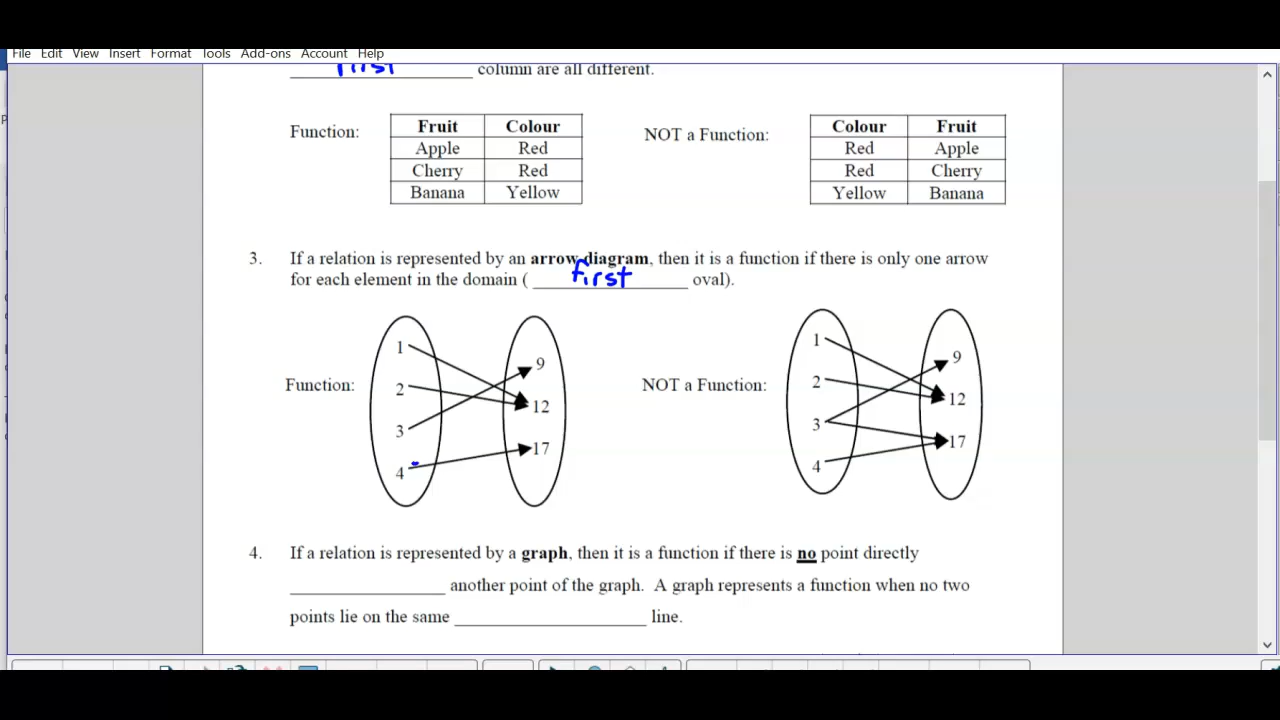 File Edit View Insert Format Tools Add-ons Account Help
first column are all different.
Function:
Fruit Colour
Apple Red
Cherry Red
Banana Yellow
NOT a Function:
Colour Fruit
Red Apple
Red Cherry
Yellow Banana
3. If a relation is represented by an arrow diagram, then it is a function if there is only one arrow
for each element in the domain ( first oval).
Function:
1
2
3
4
9
12
17
NOT a Function:
1
2
3
4
9
12
17
4. If a relation is represented by a graph, then it is a function if there is no point directly
____________ another point of the graph. A graph represents a function when no two
points lie on the same ____________ line.